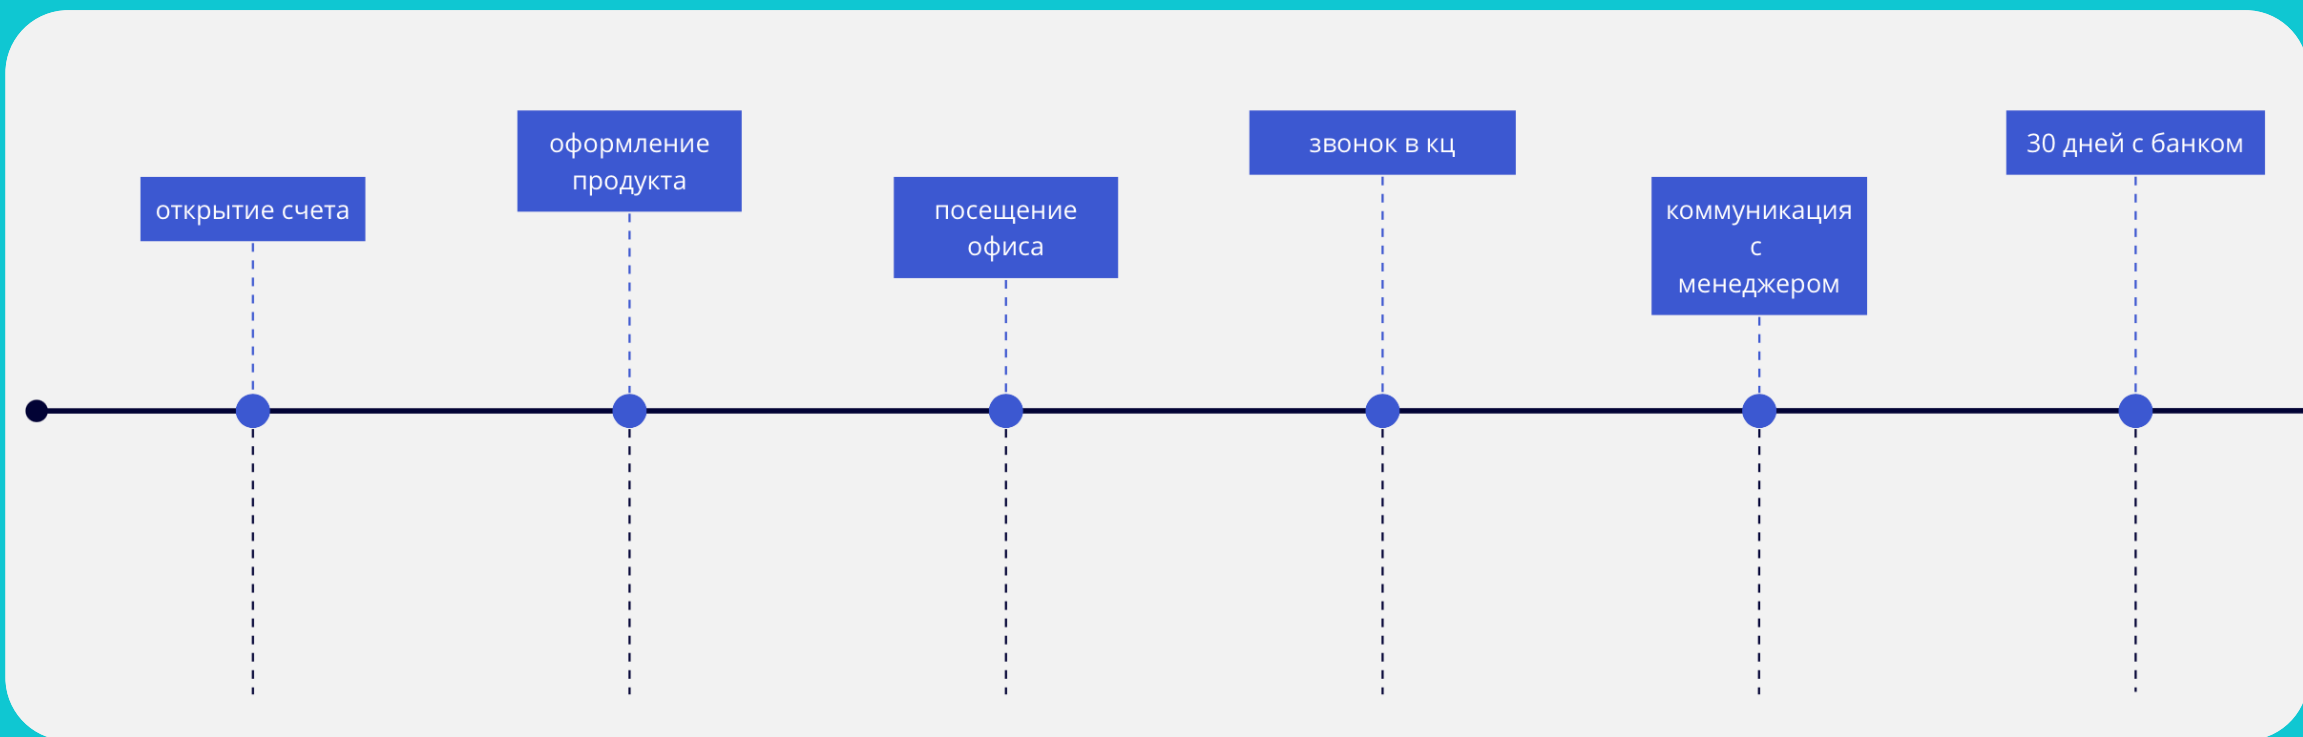 открытие счета
оформление
продукта
посещение
офиса
звонок в кц
коммуникация
с
менеджером
30 дней с банком